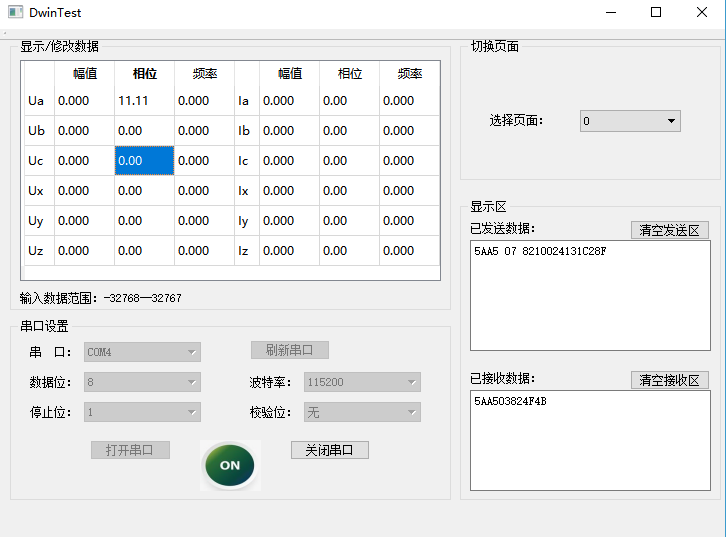 DwinTest
显示/修改数据
幅值 相位 频率 幅值 相位 频率
Ua 0.000 11.11 0.000 Ia 0.000 0.00 0.000
Ub 0.000 0.00 0.000 Ib 0.000 0.00 0.000
Uc 0.000 0.00 0.000 Ic 0.000 0.00 0.000
Ux 0.000 0.00 0.000 Ix 0.000 0.00 0.000
Uy 0.000 0.00 0.000 Iy 0.000 0.00 0.000
Uz 0.000 0.00 0.000 Iz 0.000 0.00 0.000
输入数据范围：-32768——32767
串口设置
串 口： COM4 刷新串口
数据位： 8 波特率： 115200
停止位： 1 校验位： 无
打开串口 ON 关闭串口
切换页面
选择页面： 0
显示区
已发送数据： 清空发送区
5AA5 07 8210024131C28F
已接收数据： 清空接收区
5AA503824F4B